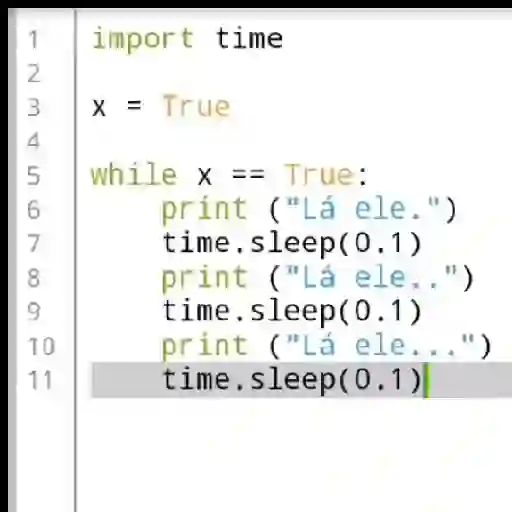 1 import time
2
3 x = True
4
5 while x == True:
6     print ("Lá ele.")
7     time.sleep(0.1)
8     print ("Lá ele..")
9     time.sleep(0.1)
10     print ("Lá ele...")
11     time.sleep(0.1)